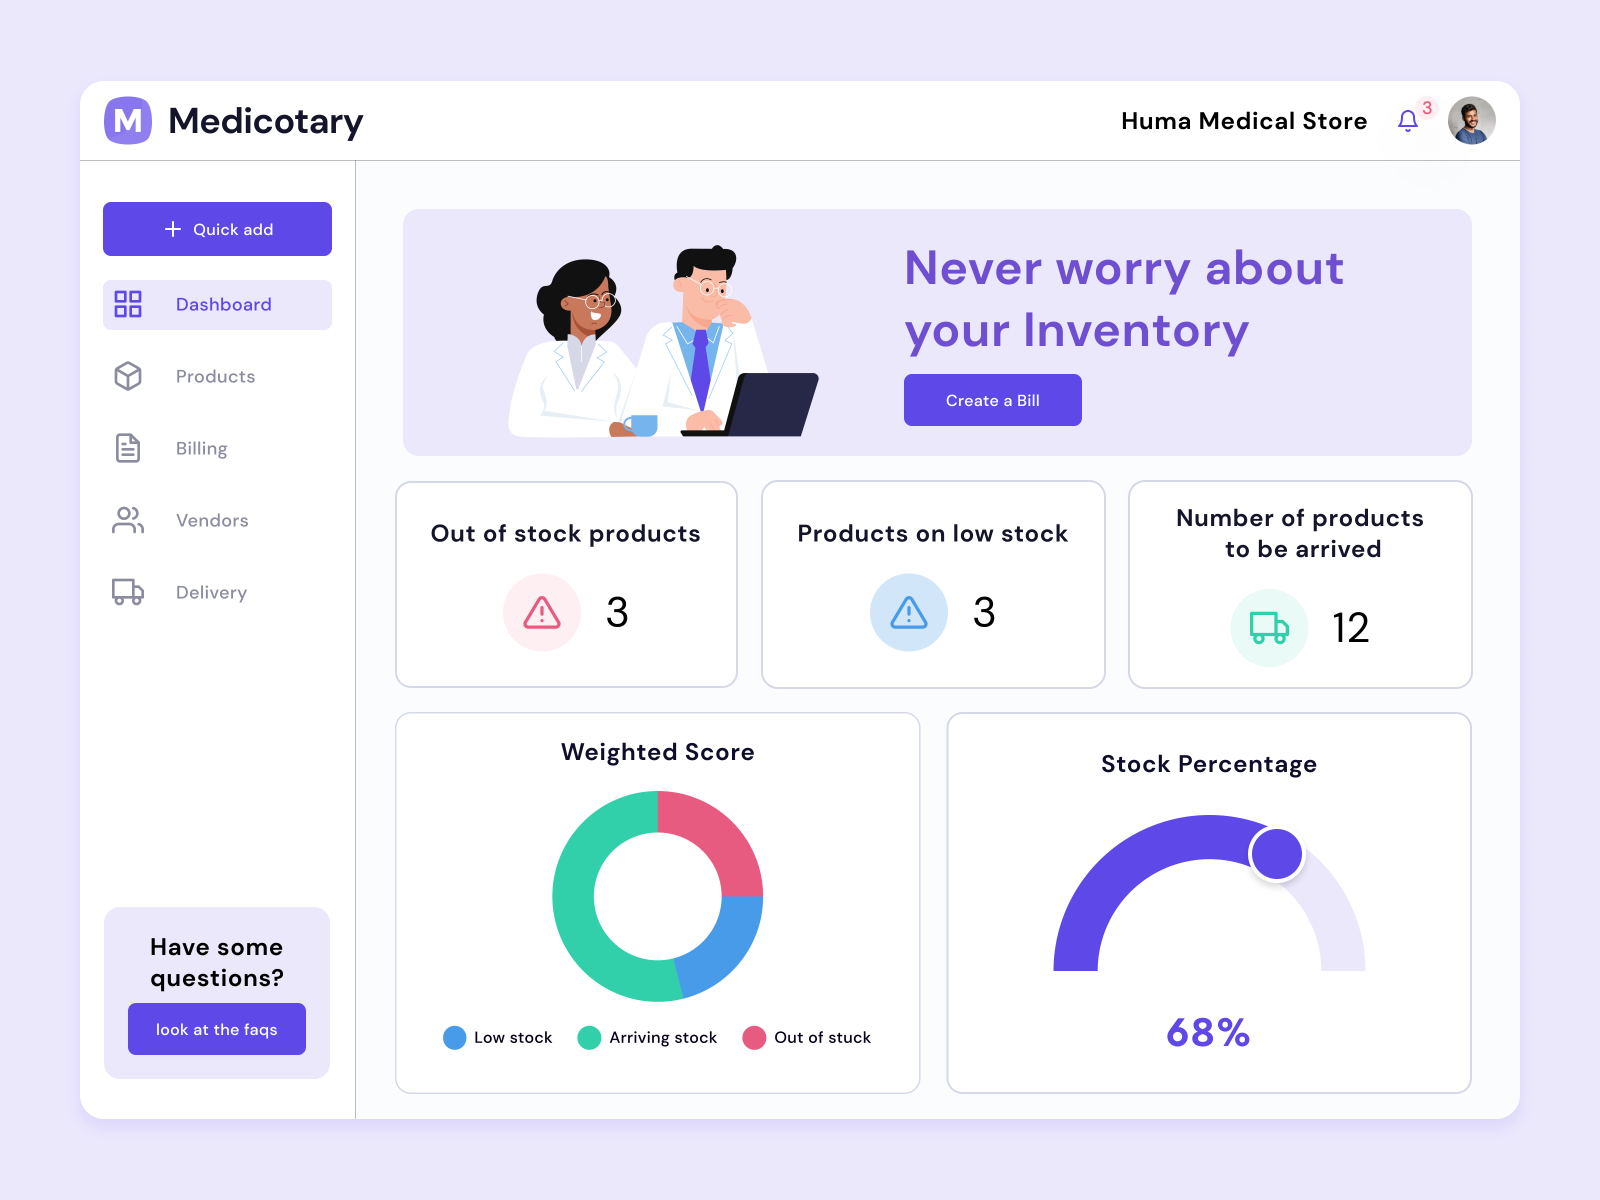 M Medicotary
Huma Medical Store
3
Quick add
Dashboard
Products
Billing
Vendors
Delivery
Have some
questions?
look at the faqs
Never worry about
your Inventory
Create a Bill
Out of stock products
3
Products on low stock
3
Number of products
to be arrived
12
Weighted Score
Low stock
Arriving stock
Out of stuck
Stock Percentage
68%